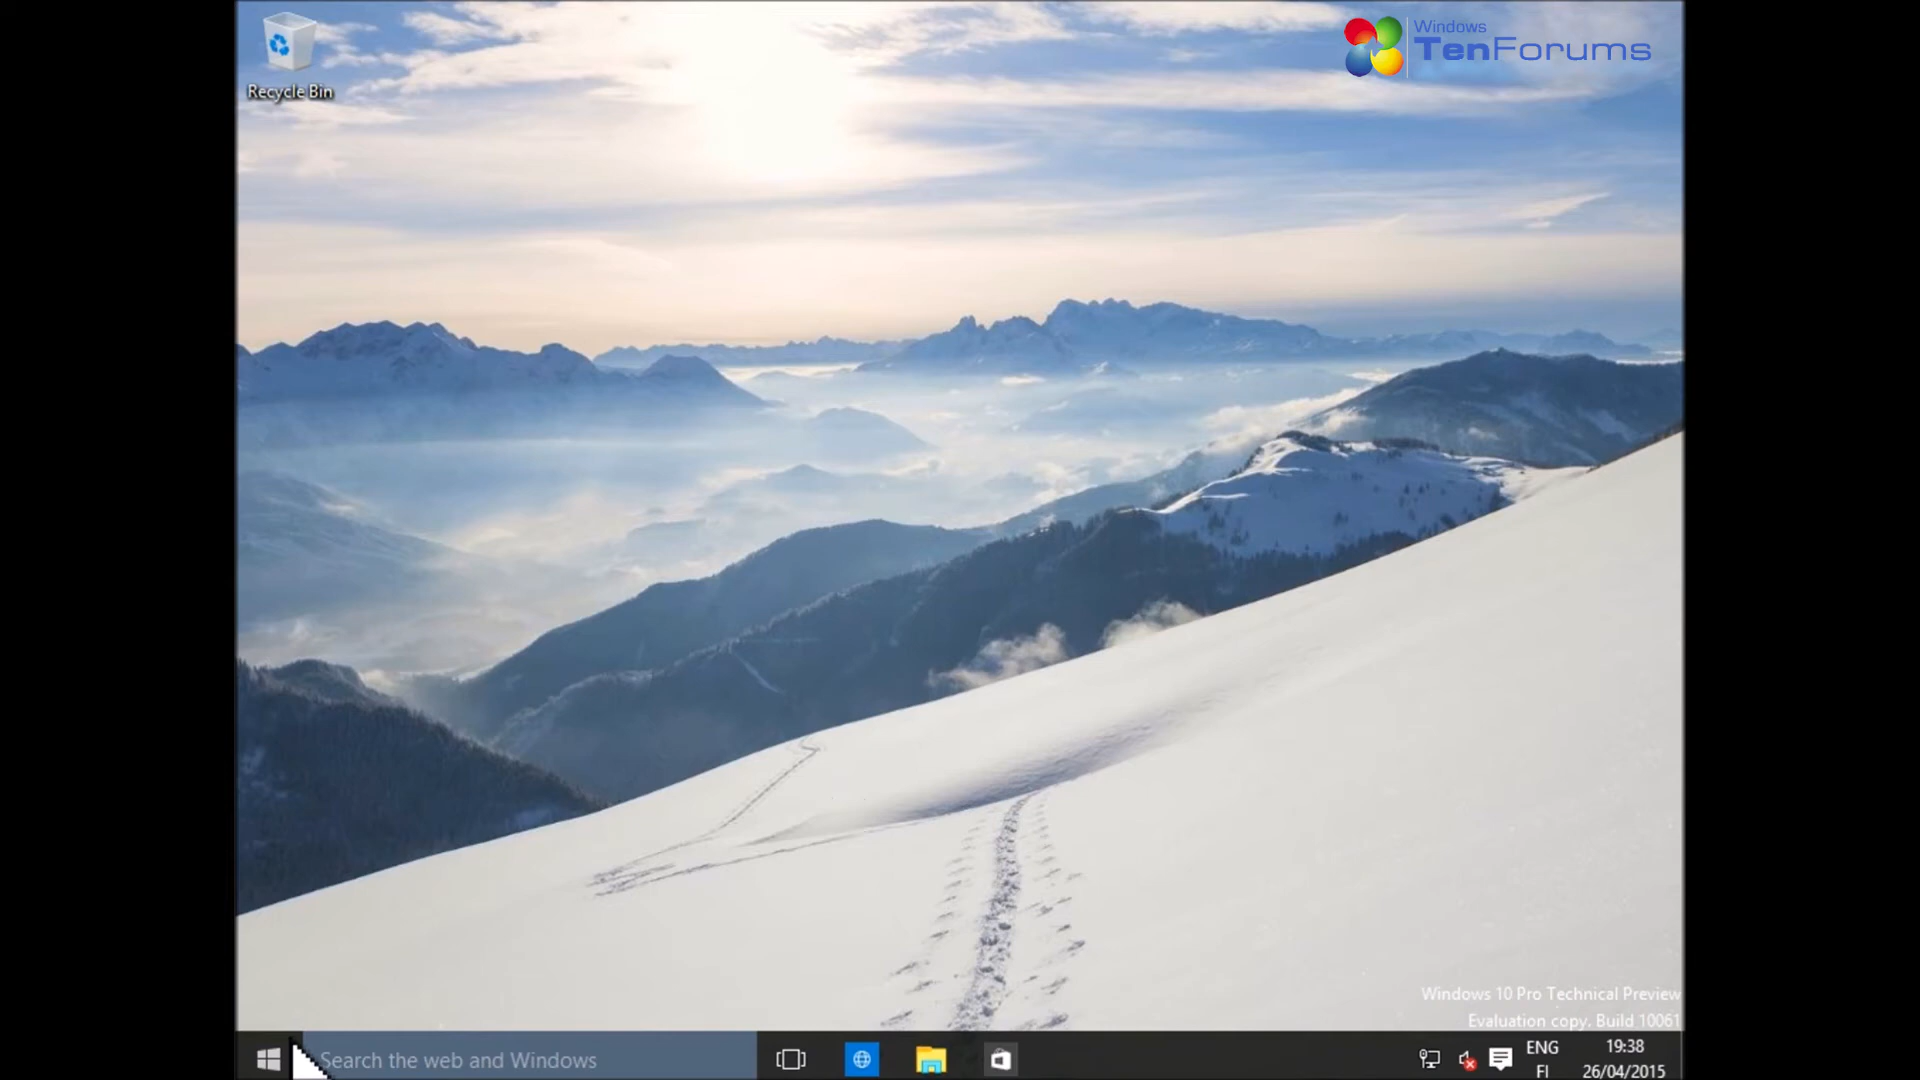 Recycle Bin
Windows
TenForums
Windows 10 Pro Technical Preview
Evaluation copy. Build 10061
Search the web and Windows
ENG
FI
19:38
26/04/2015